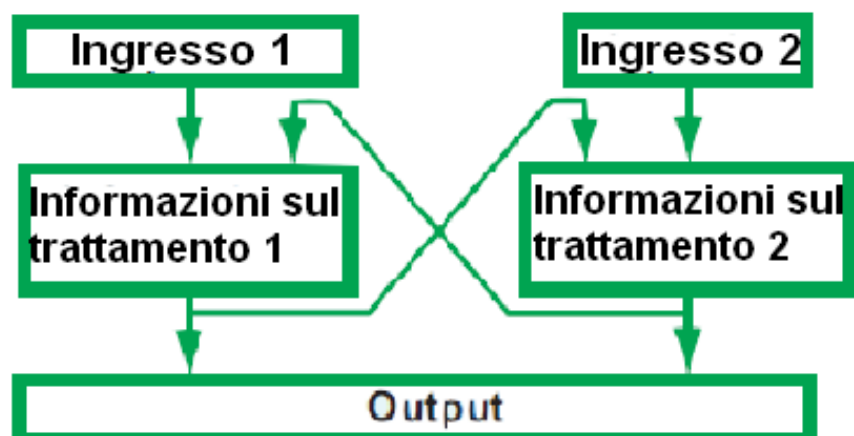 Ingresso 1
Ingresso 2
Informazioni sul
trattamento 1
Informazioni sul
trattamento 2
Output